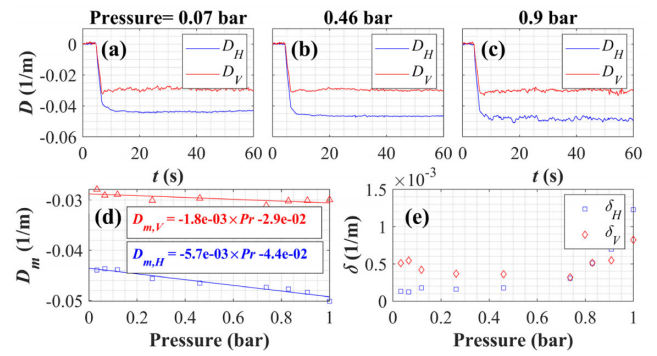 Pressure= 0.07 bar
0.46 bar
0.9 bar
(a)
D_H
D_V
(b)
D_H
D_V
(c)
D_H
D_V
D (1/m)
0
-0.02
-0.04
-0.06
0 20 40 60
0 20 40 60
0 20 40 60
t (s)
t (s)
t (s)
(d)
D_m (1/m)
-0.03
-0.04
-0.05
D_m,V = -1.8e-03×Pr -2.9e-02
D_m,H = -5.7e-03×Pr -4.4e-02
0 0.2 0.4 0.6 0.8 1
Pressure (bar)
×10^-3
(e)
δ_H
δ_V
δ (1/m)
1.5
1
0.5
0
0 0.2 0.4 0.6 0.8 1
Pressure (bar)